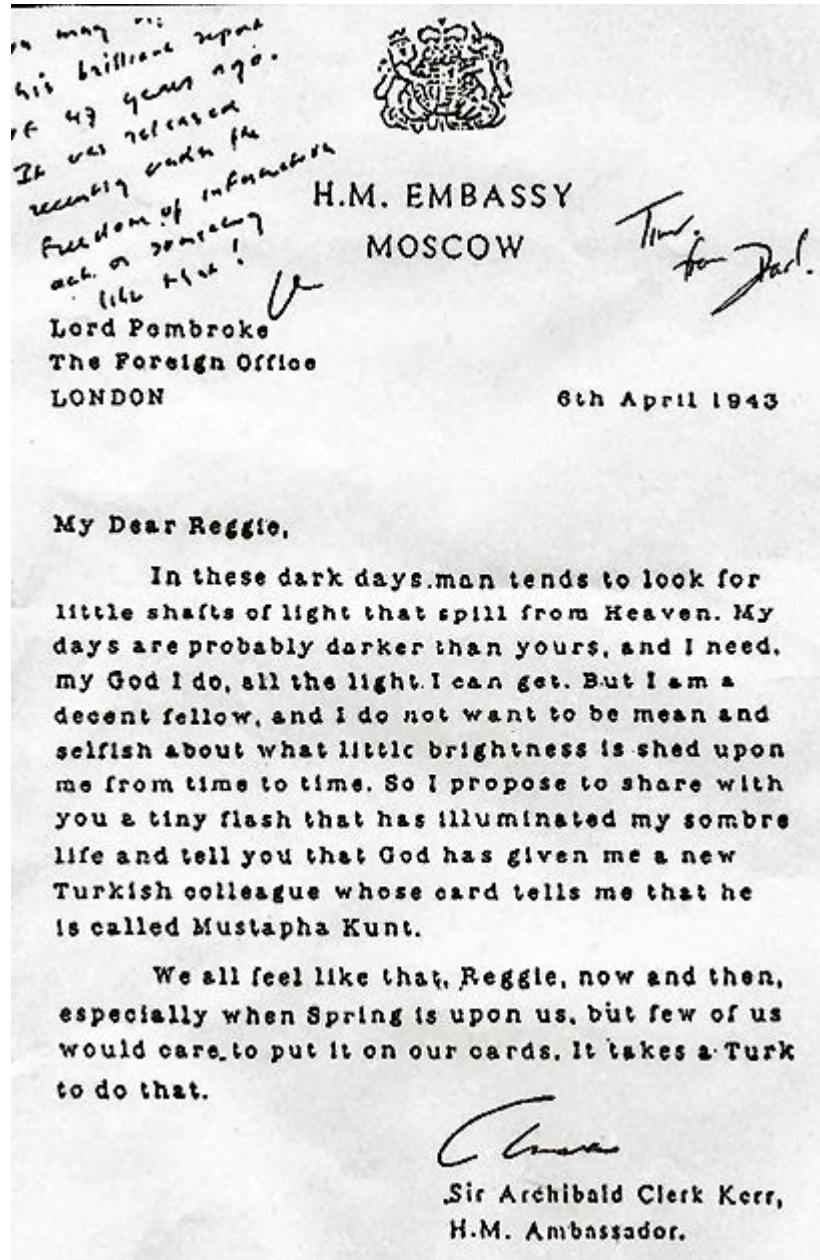 may
his brilliant report
of 47 years ago.
It was released
recently under the
freedom of information
act or something
like that!
H.M. EMBASSY
MOSCOW
from Dad.
Lord Pembroke
The Foreign Office
LONDON
6th April 1943
My Dear Reggie,
In these dark days man tends to look for
little shafts of light that spill from Heaven. My
days are probably darker than yours, and I need,
my God I do, all the light I can get. But I am a
decent fellow, and I do not want to be mean and
selfish about what little brightness is shed upon
me from time to time. So I propose to share with
you a tiny flash that has illuminated my sombre
life and tell you that God has given me a new
Turkish colleague whose card tells me that he
is called Mustapha Kunt.
We all feel like that, Reggie, now and then,
especially when Spring is upon us, but few of us
would care to put it on our cards. It takes a Turk
to do that.
Sir Archibald Clerk Kerr,
H.M. Ambassador.